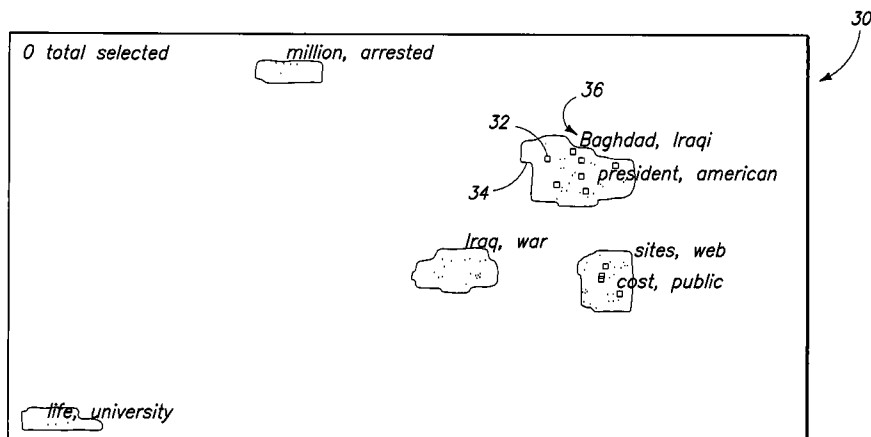 30
0 total selected
million, arrested
36
32
Baghdad, Iraqi
president, american
34
Iraq, war
sites, web
cost, public
life, university